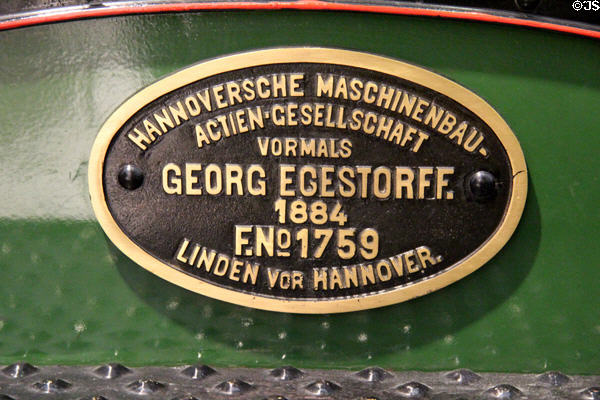 ©JS
HANNOVERSCHE MASCHINENBAU-
ACTIEN-GESELLSCHAFT
VORMALS
GEORG EGESTORFF.
1884
F.No 1759
LINDEN VOR HANNOVER.